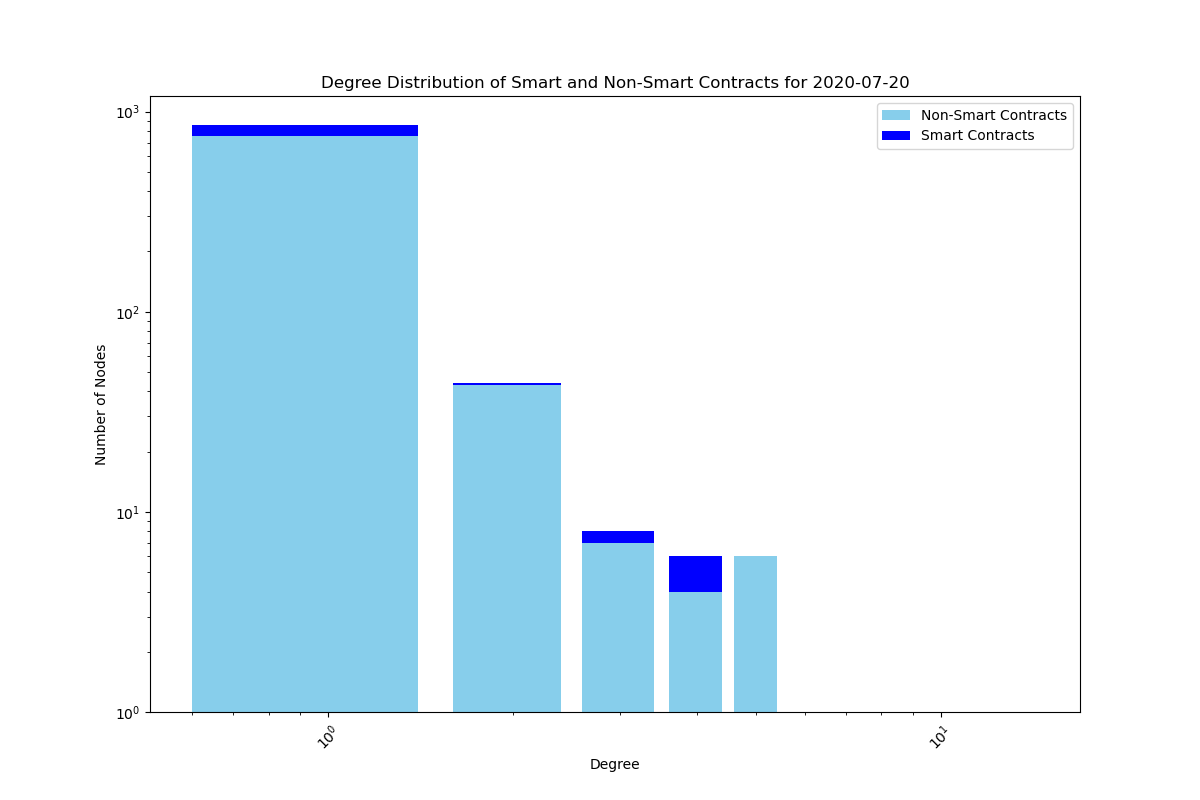 Degree Distribution of Smart and Non-Smart Contracts for 2020-07-20
Non-Smart Contracts
Smart Contracts
10³
10²
10¹
10⁰
Number of Nodes
10⁰
10¹
Degree